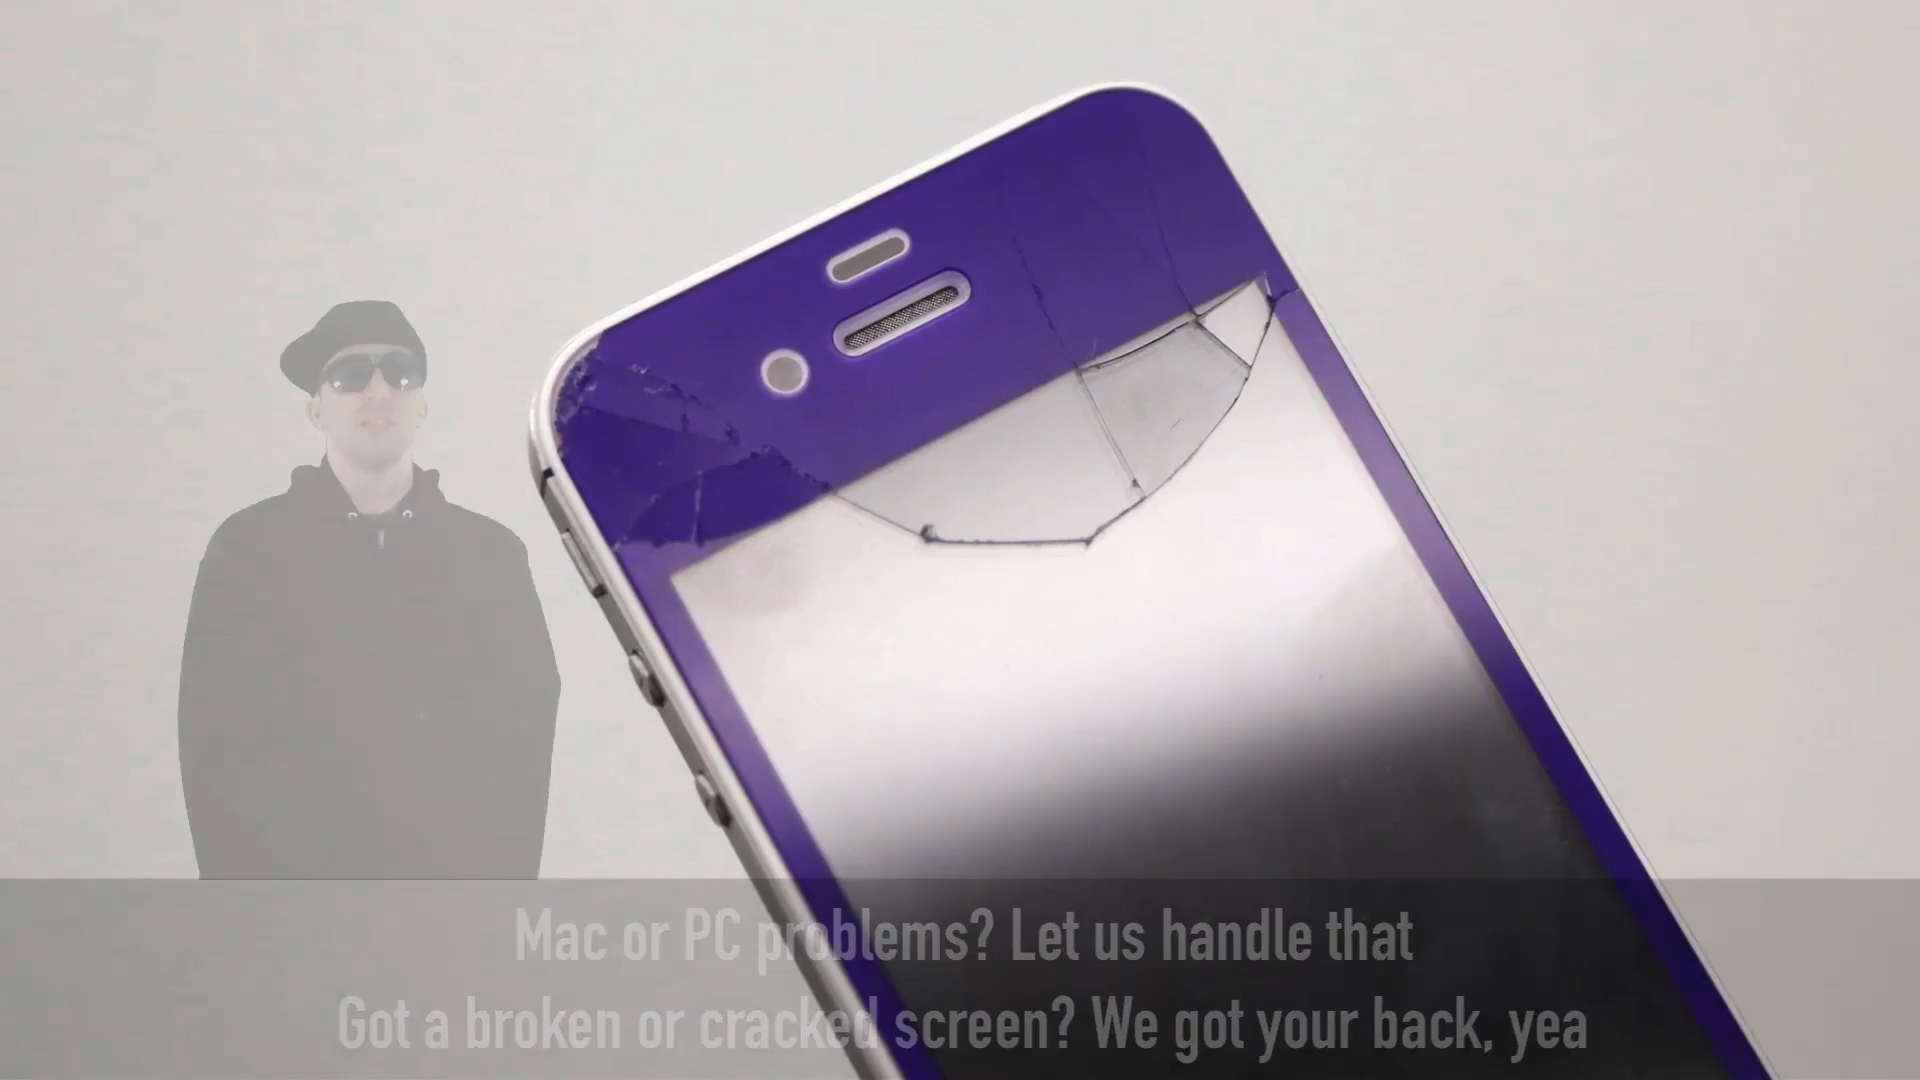 Mac or PC problems? Let us handle that
Got a broken or cracked screen? We got your back, yea